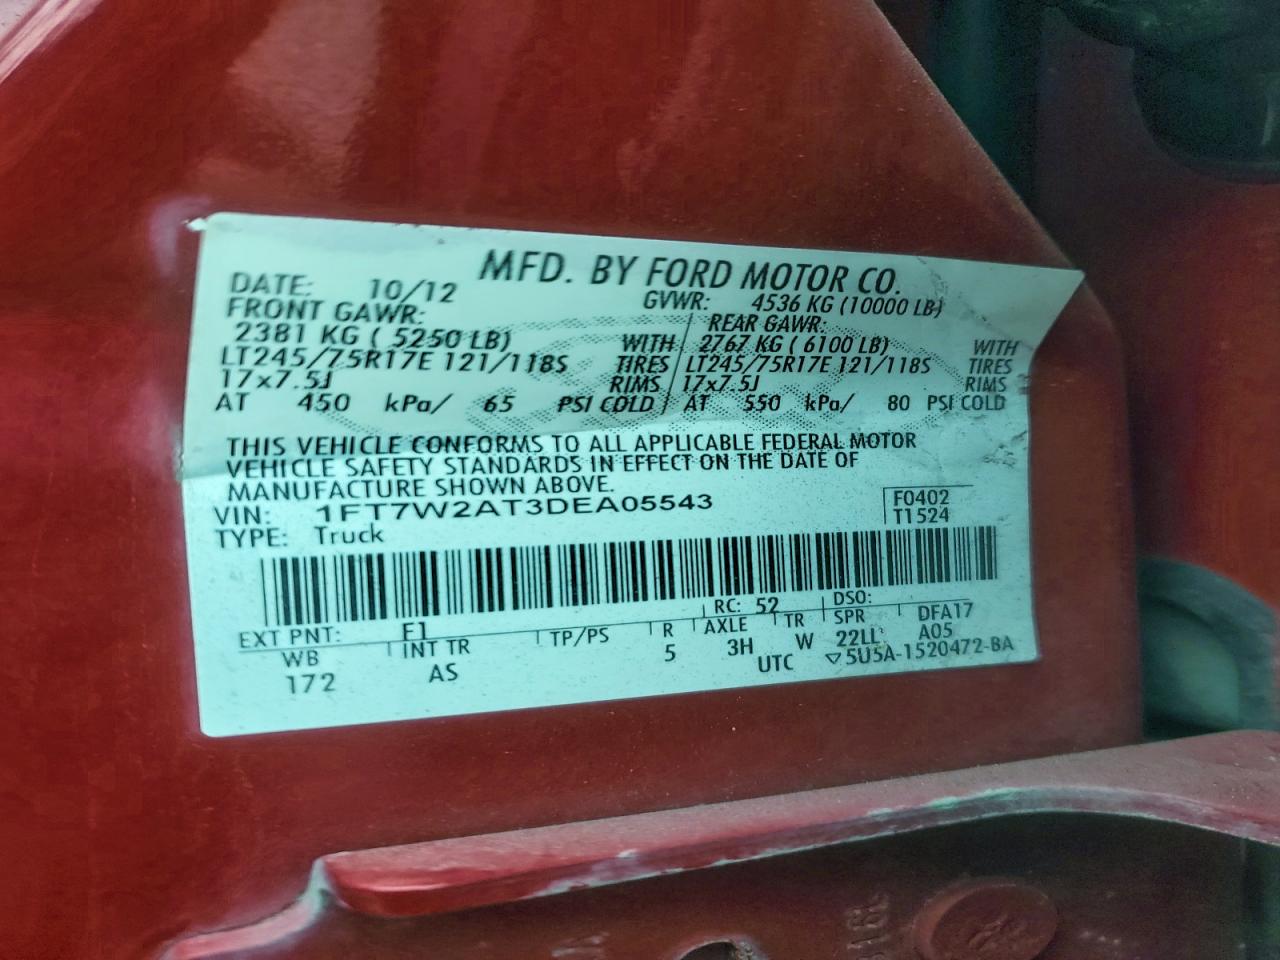 MFD. BY FORD MOTOR CO.
DATE: 10/12 GVWR: 4536 KG (10000 LB)
FRONT GAWR: REAR GAWR:
2381 KG ( 5250 LB) WITH 2767 KG ( 6100 LB) WITH
LT245/75R17E 121/118S TIRES LT245/75R17E 121/118S TIRES
17x7.5J RIMS 17x7.5J RIMS
AT 450 kPa/ 65 PSI COLD AT 550 kPa/ 80 PSI COLD
THIS VEHICLE CONFORMS TO ALL APPLICABLE FEDERAL MOTOR
VEHICLE SAFETY STANDARDS IN EFFECT ON THE DATE OF
MANUFACTURE SHOWN ABOVE.
VIN: 1FT7W2AT3DEA05543 F0402
TYPE: Truck T1524
EXT PNT: F1 RC: 52 DSO:
WB INT TR TP/PS R AXLE TR SPR DFA17
172 AS 5 3H W 22LL A05
UTC ▽5U5A-1520472-BA